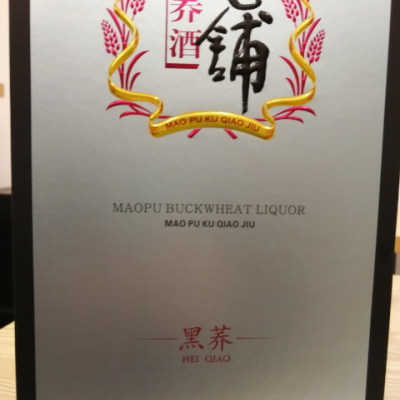 荞酒
铺
MAO PU KU QIAO JIU
MAOPU BUCKWHEAT LIQUOR
MAO PU KU QIAO JIU
黑荞
HEI QIAO